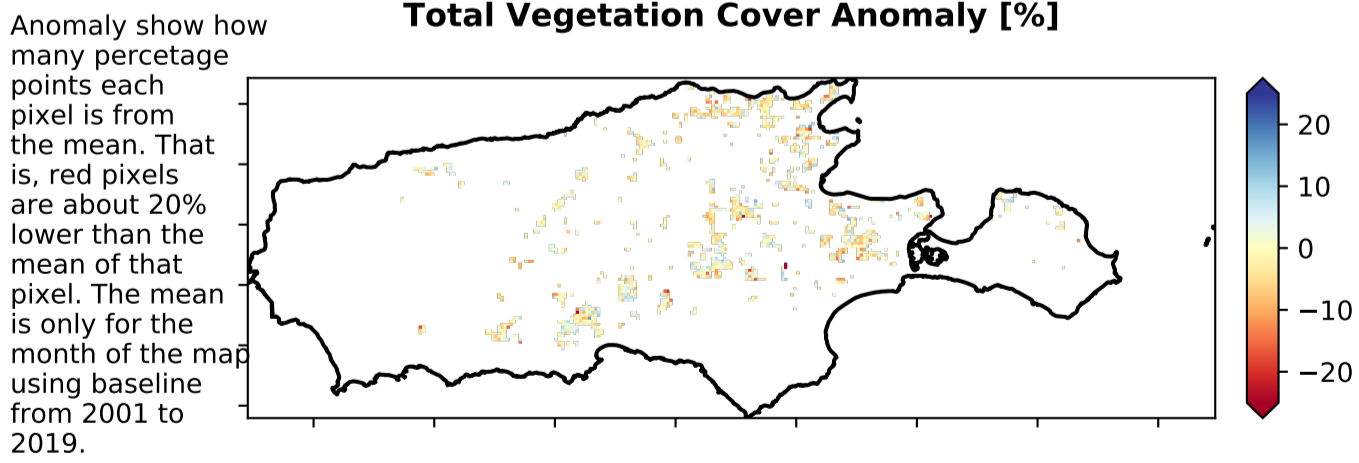 Total Vegetation Cover Anomaly [%]
Anomaly show how
many percetage
points each
pixel is from
the mean. That
is, red pixels
are about 20%
lower than the
mean of that
pixel. The mean
is only for the
month of the map
using baseline
from 2001 to
2019.
20
10
0
−10
−20